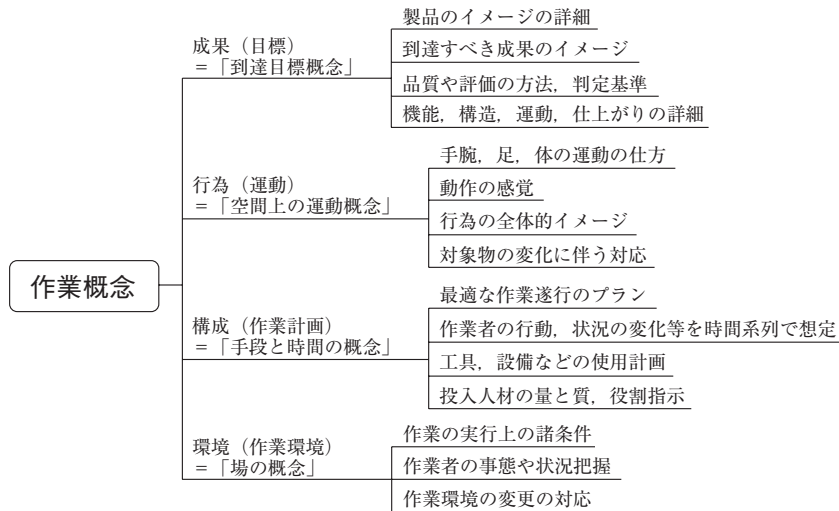 作業概念
成果（目標）
＝「到達目標概念」
製品のイメージの詳細
到達すべき成果のイメージ
品質や評価の方法，判定基準
機能，構造，運動，仕上がりの詳細
行為（運動）
＝「空間上の運動概念」
手腕，足，体の運動の仕方
動作の感覚
行為の全体的イメージ
対象物の変化に伴う対応
構成（作業計画）
＝「手段と時間の概念」
最適な作業遂行のプラン
作業者の行動，状況の変化等を時間系列で想定
工具，設備などの使用計画
投入人材の量と質，役割指示
環境（作業環境）
＝「場の概念」
作業の実行上の諸条件
作業者の事態や状況把握
作業環境の変更の対応